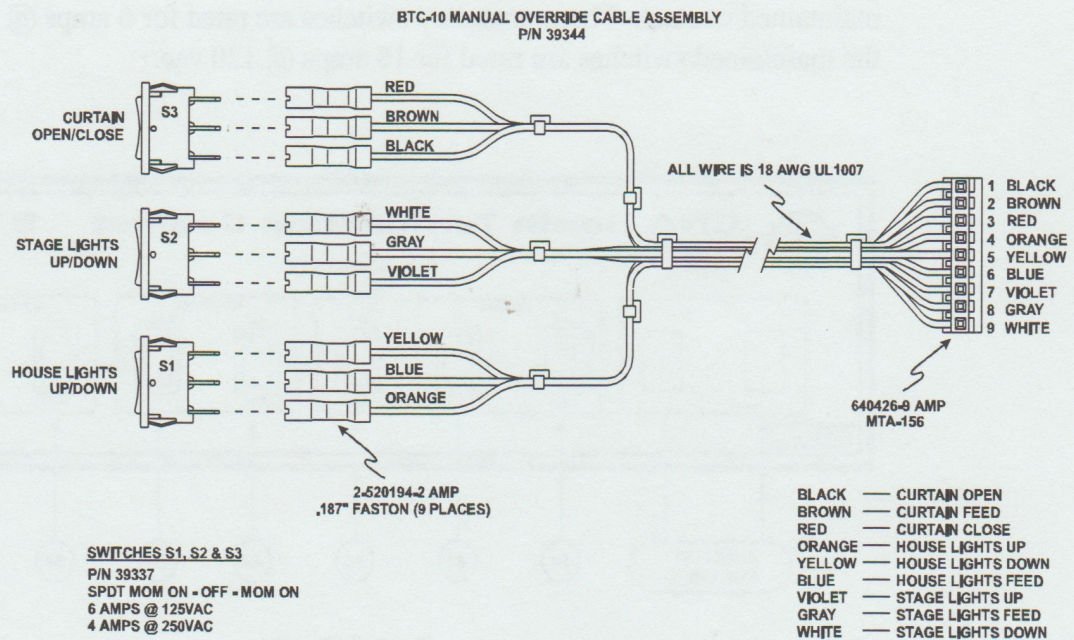 BTC-10 MANUAL OVERRIDE CABLE ASSEMBLY
P/N 39344
CURTAIN
OPEN/CLOSE
S3
RED
BROWN
BLACK
STAGE LIGHTS
UP/DOWN
S2
WHITE
GRAY
VIOLET
HOUSE LIGHTS
UP/DOWN
S1
YELLOW
BLUE
ORANGE
ALL WIRE IS 18 AWG UL1007
1 BLACK
2 BROWN
3 RED
4 ORANGE
5 YELLOW
6 BLUE
7 VIOLET
8 GRAY
9 WHITE
640426-9 AMP
MTA-156
2-520194-2 AMP
.187" FASTON (9 PLACES)
SWITCHES S1, S2 & S3
P/N 39337
SPDT MOM ON - OFF - MOM ON
6 AMPS @ 125VAC
4 AMPS @ 250VAC
BLACK — CURTAIN OPEN
BROWN — CURTAIN FEED
RED — CURTAIN CLOSE
ORANGE — HOUSE LIGHTS UP
YELLOW — HOUSE LIGHTS DOWN
BLUE — HOUSE LIGHTS FEED
VIOLET — STAGE LIGHTS UP
GRAY — STAGE LIGHTS FEED
WHITE — STAGE LIGHTS DOWN